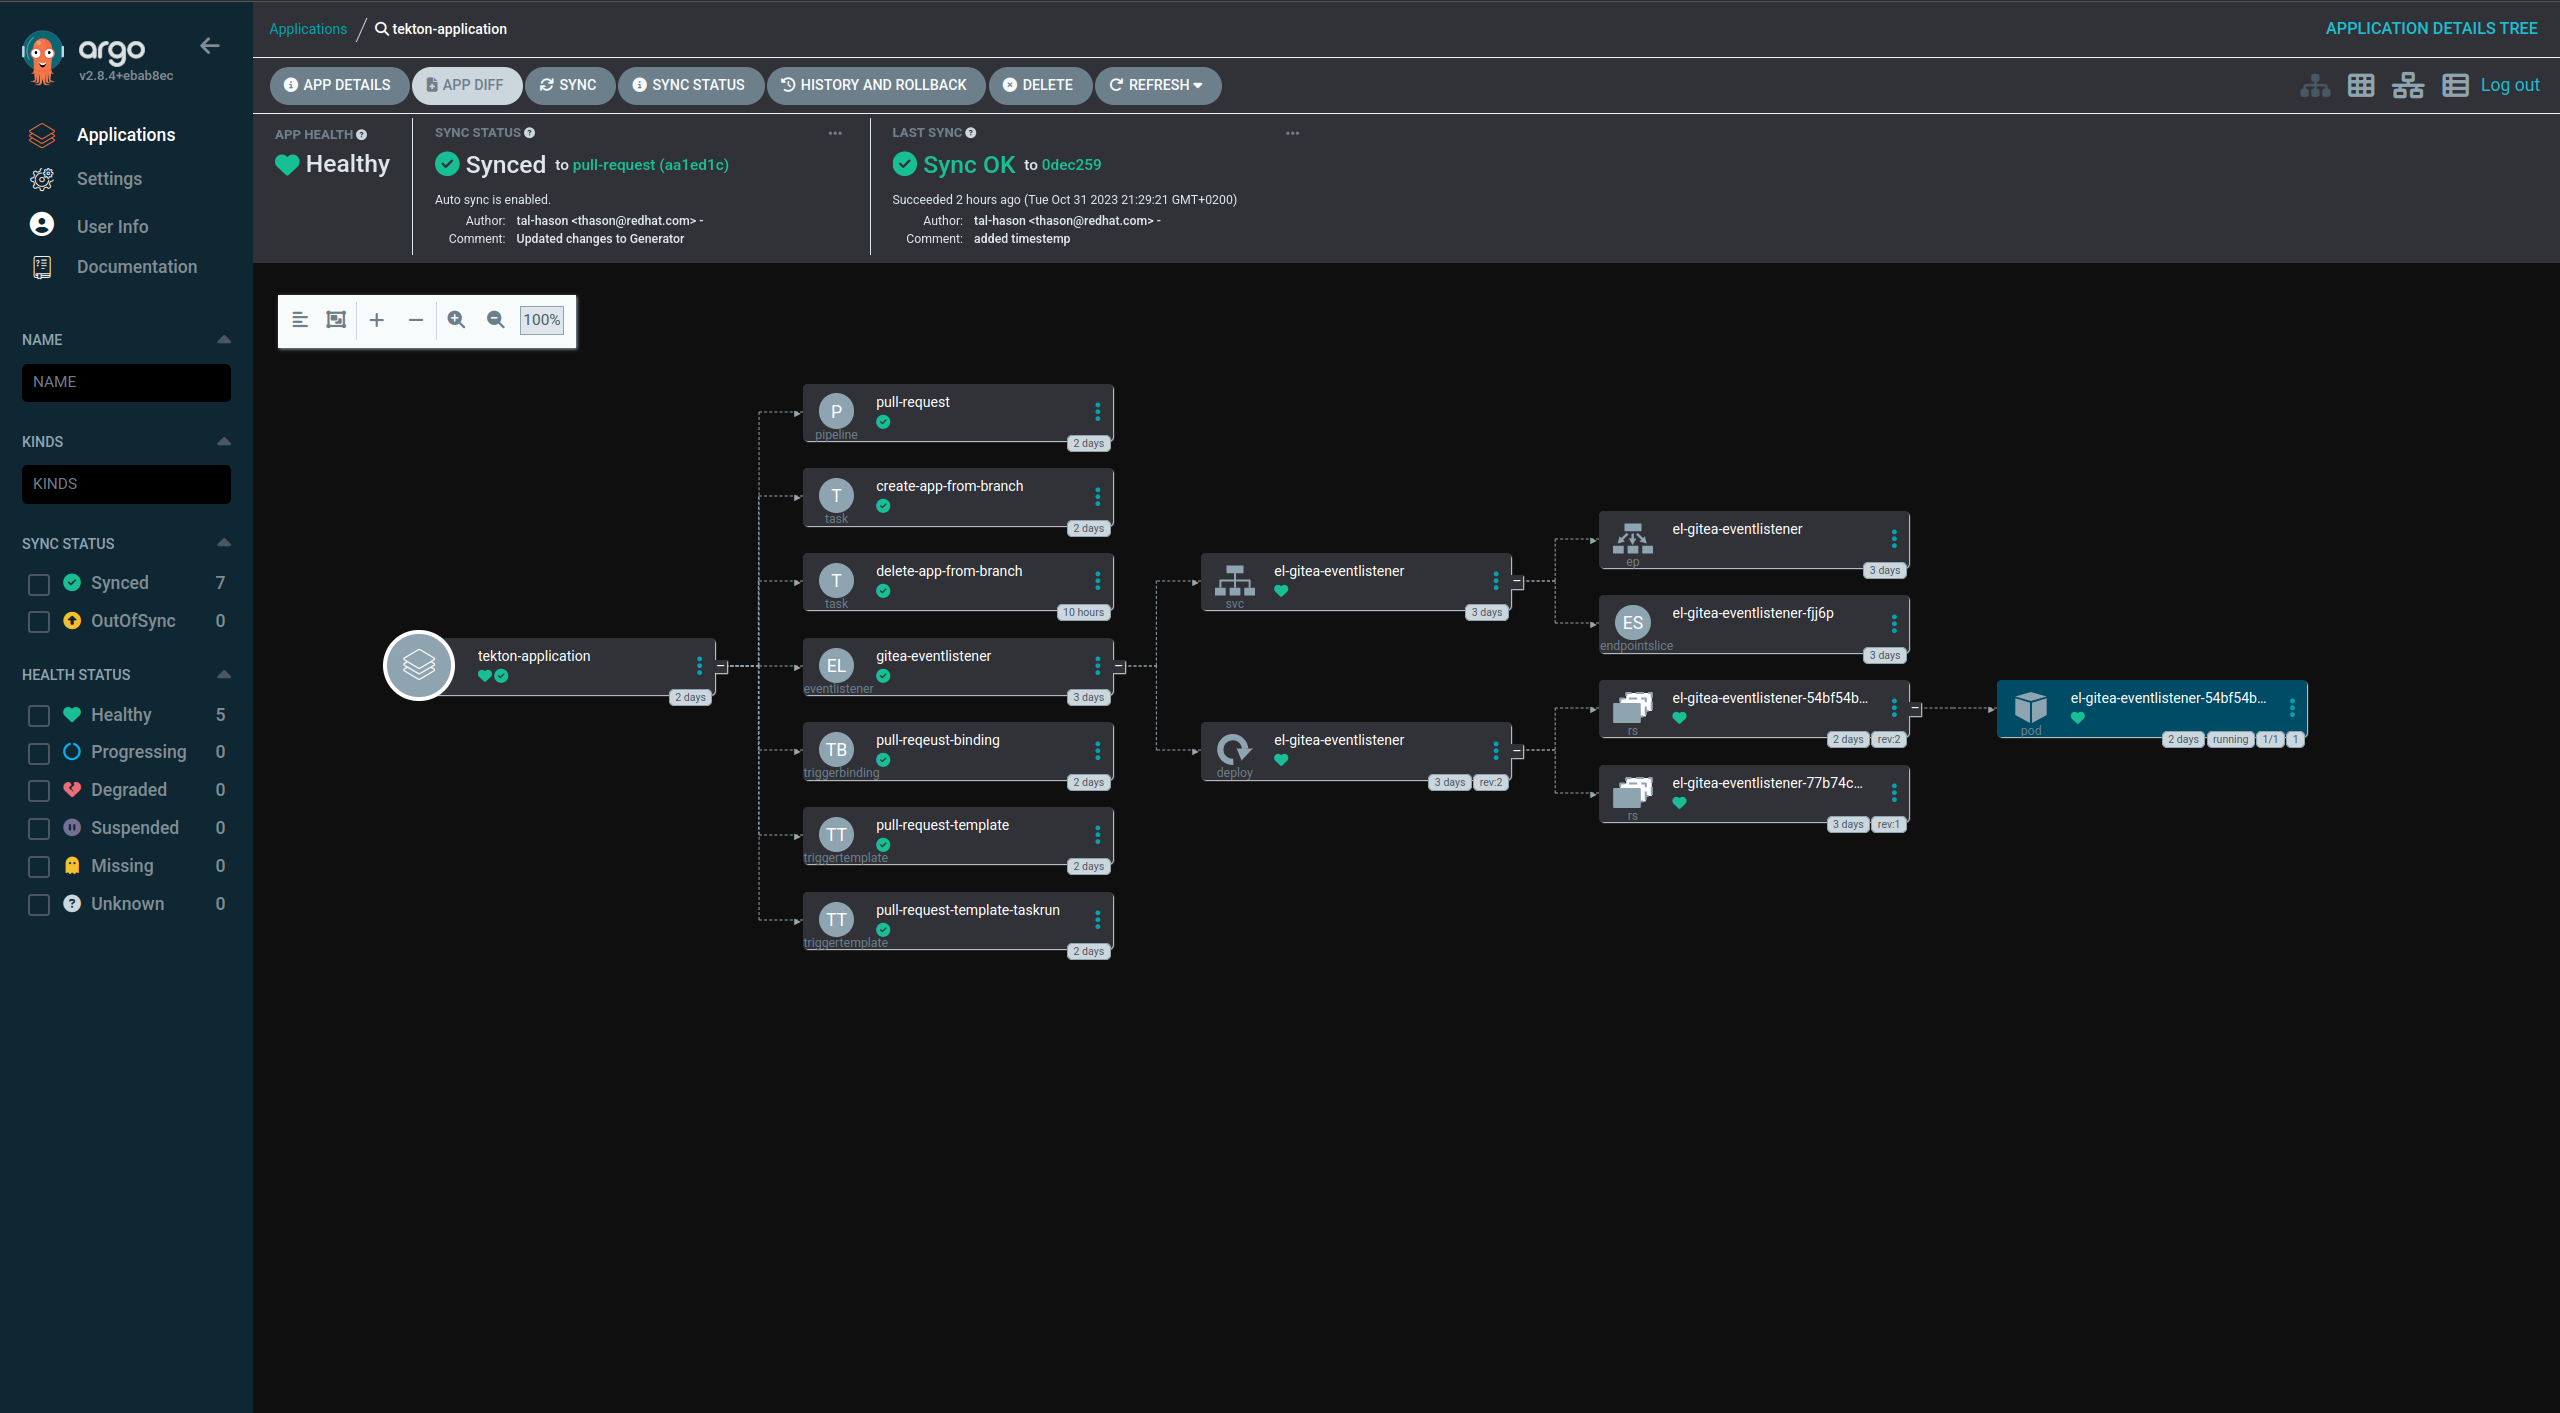 argo
v2.8.4+ebab8ec
Applications
Settings
User Info
Documentation
NAME
NAME
KINDS
KINDS
SYNC STATUS
Synced 7
OutOfSync 0
HEALTH STATUS
Healthy 5
Progressing 0
Degraded 0
Suspended 0
Missing 0
Unknown 0
Applications / tekton-application
APPLICATION DETAILS TREE
APP DETAILS APP DIFF SYNC SYNC STATUS HISTORY AND ROLLBACK DELETE REFRESH
Log out
APP HEALTH
Healthy
SYNC STATUS
Synced to pull-request (aa1ed1c)
Auto sync is enabled.
Author: tal-hason <thason@redhat.com> -
Comment: Updated changes to Generator
LAST SYNC
Sync OK to 0dec259
Succeeded 2 hours ago (Tue Oct 31 2023 21:29:21 GMT+0200)
Author: tal-hason <thason@redhat.com> -
Comment: added timestemp
100%
tekton-application
2 days
P
pipeline
pull-request
2 days
T
task
create-app-from-branch
2 days
T
task
delete-app-from-branch
10 hours
EL
eventlistener
gitea-eventlistener
3 days
TB
triggerbinding
pull-reqeust-binding
2 days
TT
triggertemplate
pull-request-template
2 days
TT
triggertemplate
pull-request-template-taskrun
2 days
svc
el-gitea-eventlistener
3 days
deploy
el-gitea-eventlistener
3 days rev:2
ep
el-gitea-eventlistener
3 days
ES
endpointslice
el-gitea-eventlistener-fjj6p
3 days
rs
el-gitea-eventlistener-54bf54b...
2 days rev:2
rs
el-gitea-eventlistener-77b74c...
3 days rev:1
pod
el-gitea-eventlistener-54bf54b...
2 days running 1/1 1